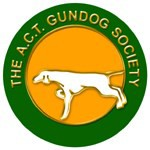 THE A.C.T. GUNDOG SOCIETY